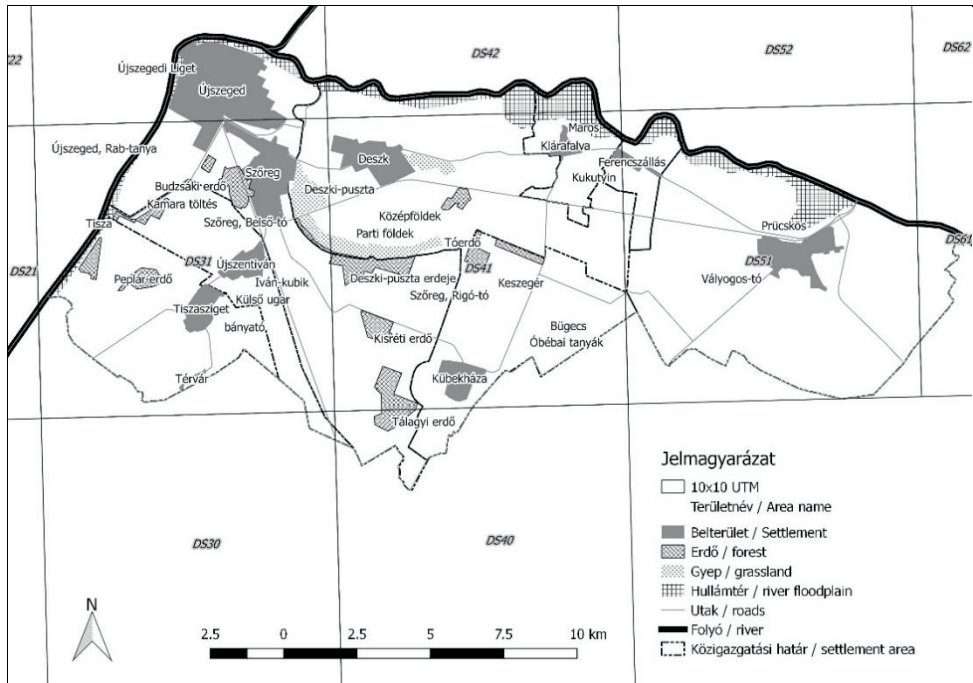 DS42
DS52
DS62
Újszegedi Liget
Újszeged
Maros
Klárafalva
Újszeged, Rab-tanya
Szőreg
Deszk
Ferencszállás
Kukutyin
Budzsáki erdő
Deszki-puszta
Kamara töltés
Tisza
Szőreg, Belső-tó
Középföldek
Parti földek
Prücskös
Tóerdő
DS61
DS21
DS31
Újszentiván
DS41
DS51
Peplár-erdő
Iván-kubik
Deszki-puszta erdeje
Keszegér
Vályogos-tó
Tiszasziget
Külső ugar
Szőreg, Rigó-tó
bányató
Bügecs
Kisréti erdő
Óbébai tanyák
Térvár
Kübekháza
Tálagyi erdő
Jelmagyarázat
10x10 UTM
Területnév / Area name
Belterület / Settlement
Erdő / forest
Gyep / grassland
Hullámtér / river floodplain
Utak / roads
Folyó / river
Közigazgatási határ / settlement area
DS30
DS40
N
2.5 0 2.5 5 7.5 10 km